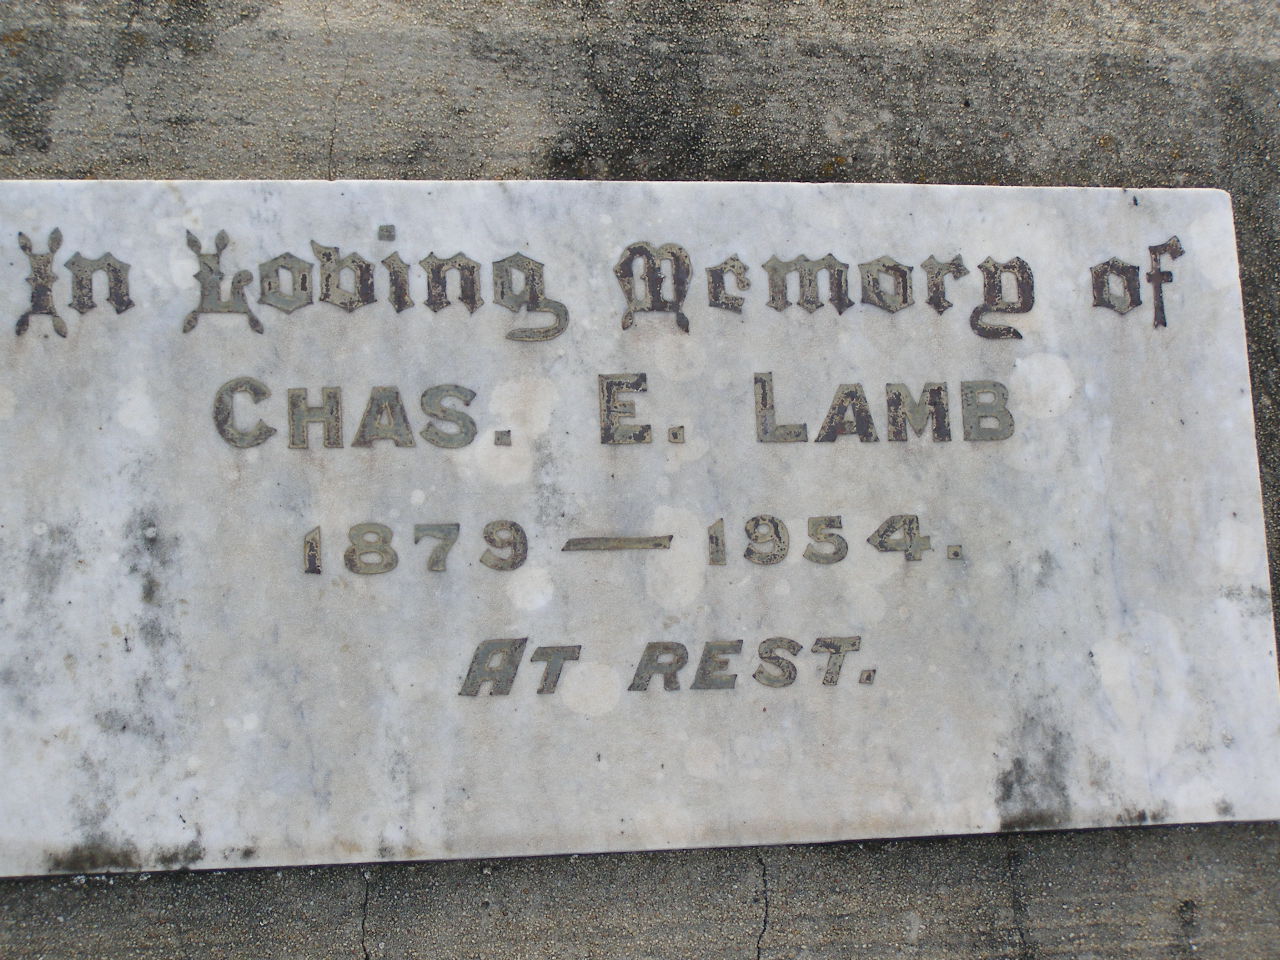 In Loving Memory of
CHAS. E. LAMB
1879 — 1954.
AT REST.